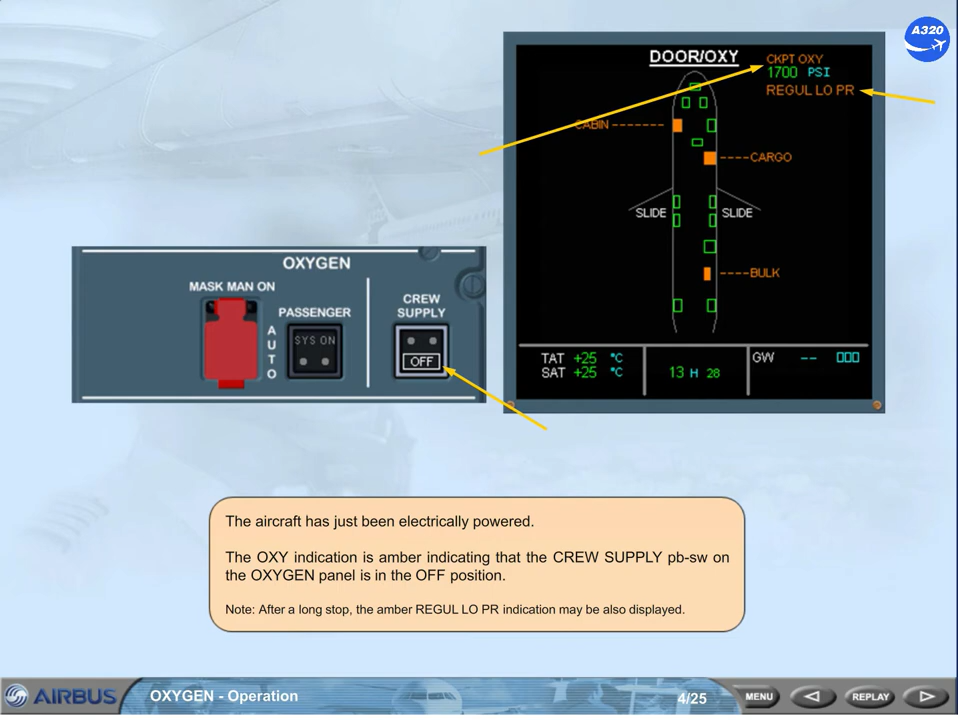 A320
DOOR/OXY
CKPT OXY
1700 PSI
REGUL LO PR
CABIN -------
----CARGO
SLIDE SLIDE
----BULK
TAT +25 °C
SAT +25 °C
13 H 28
GW --
OXYGEN
MASK MAN ON
PASSENGER
CREW
SUPPLY
AUTO
SYS ON
OFF
The aircraft has just been electrically powered.
The OXY indication is amber indicating that the CREW SUPPLY pb-sw on
the OXYGEN panel is in the OFF position.
Note: After a long stop, the amber REGUL LO PR indication may be also displayed.
AIRBUS
OXYGEN - Operation
4/25
MENU
REPLAY